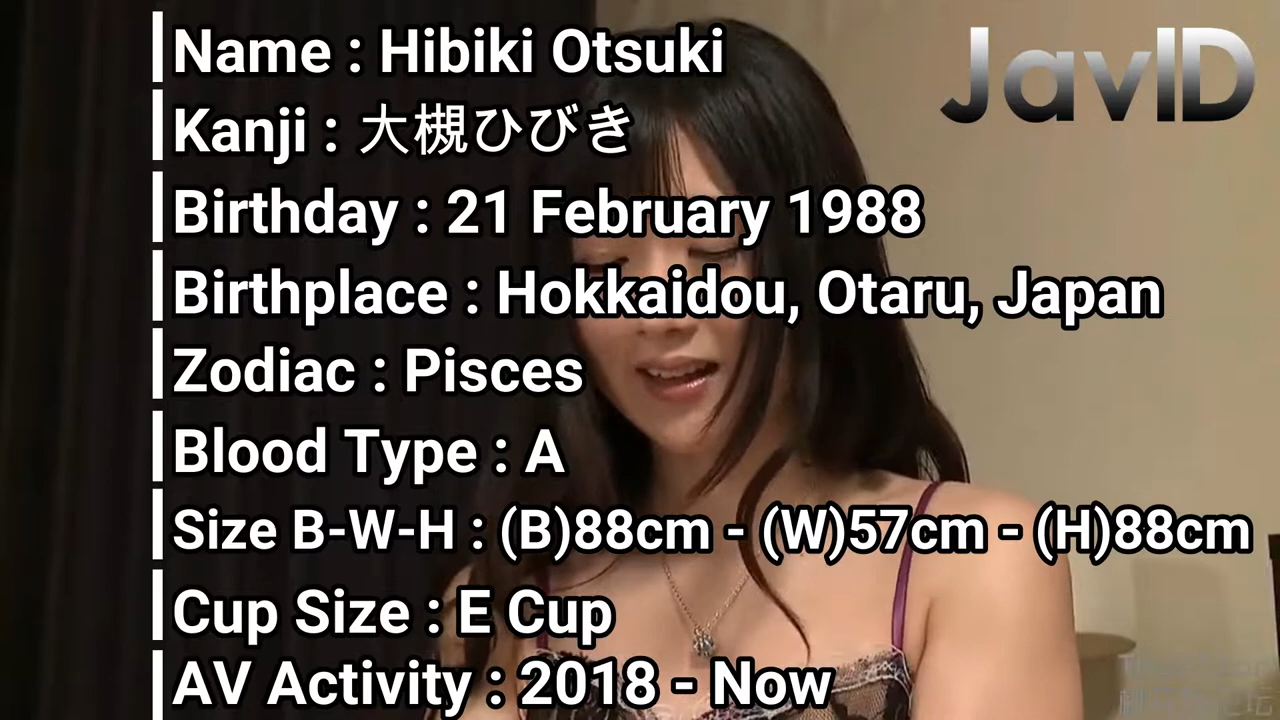 JavID
Name : Hibiki Otsuki
Kanji : 大槻ひびき
Birthday : 21 February 1988
Birthplace : Hokkaidou, Otaru, Japan
Zodiac : Pisces
Blood Type : A
Size B-W-H : (B)88cm - (W)57cm - (H)88cm
Cup Size : E Cup
AV Activity : 2018 - Now